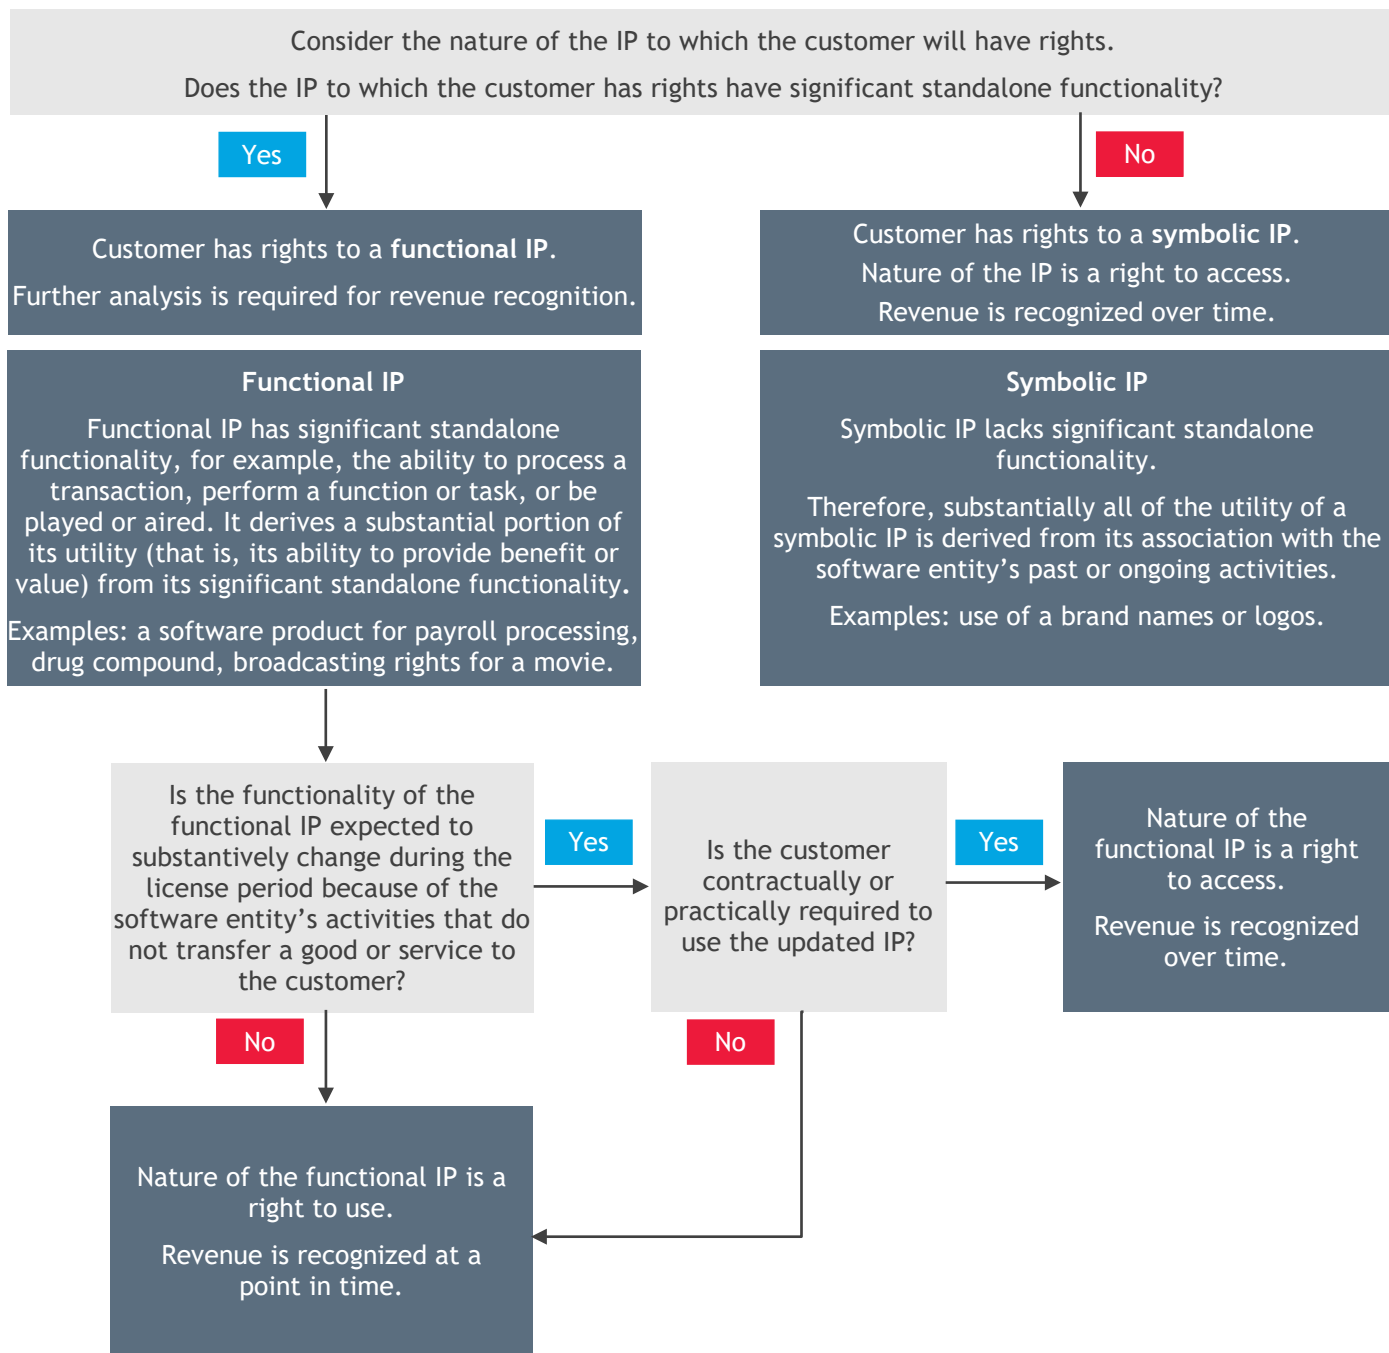 Consider the nature of the IP to which the customer will have rights.
Does the IP to which the customer has rights have significant standalone functionality?
Yes
No
Customer has rights to a functional IP.
Further analysis is required for revenue recognition.
Customer has rights to a symbolic IP.
Nature of the IP is a right to access.
Revenue is recognized over time.
Functional IP
Functional IP has significant standalone
functionality, for example, the ability to process a
transaction, perform a function or task, or be
played or aired. It derives a substantial portion of
its utility (that is, its ability to provide benefit or
value) from its significant standalone functionality.
Examples: a software product for payroll processing,
drug compound, broadcasting rights for a movie.
Symbolic IP
Symbolic IP lacks significant standalone
functionality.
Therefore, substantially all of the utility of a
symbolic IP is derived from its association with the
software entity’s past or ongoing activities.
Examples: use of a brand names or logos.
Is the functionality of the
functional IP expected to
substantively change during the
license period because of the
software entity’s activities that do
not transfer a good or service to
the customer?
Yes
Is the customer
contractually or
practically required to
use the updated IP?
Yes
Nature of the
functional IP is a right
to access.
Revenue is recognized
over time.
No
No
Nature of the functional IP is a
right to use.
Revenue is recognized at a
point in time.